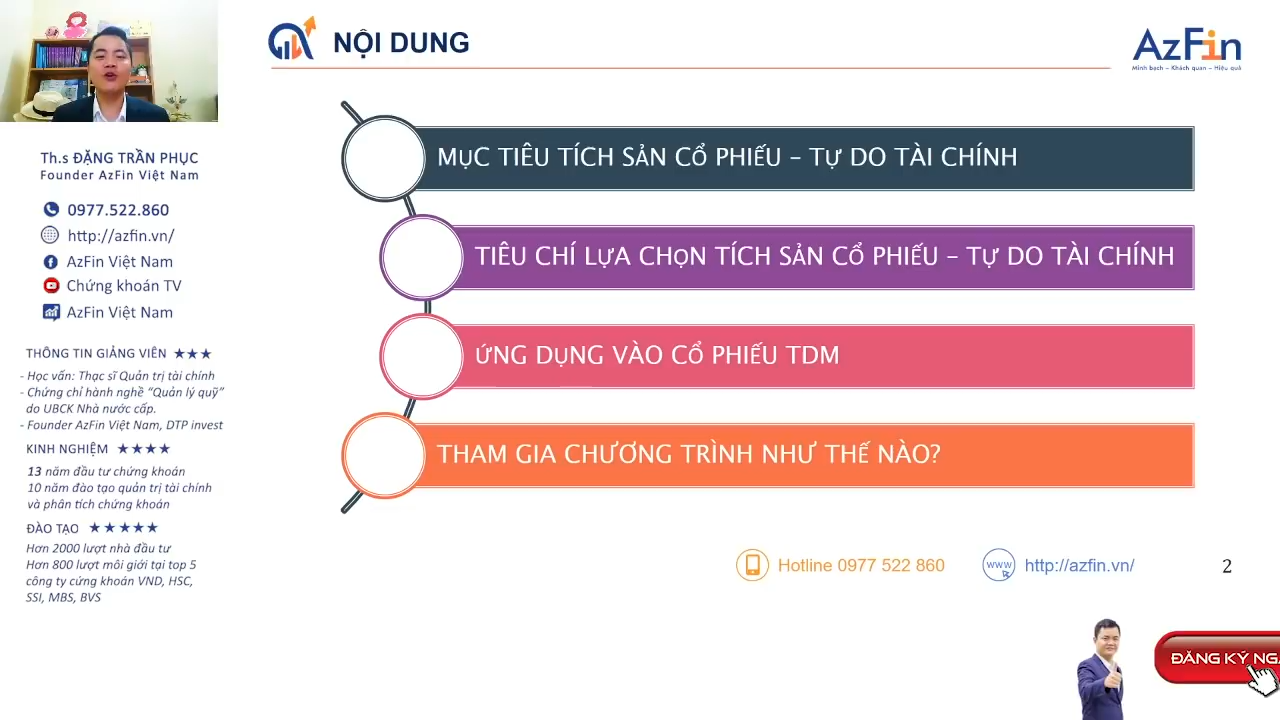 NỘI DUNG
AzFin
Minh bạch – Khách quan – Hiệu quả
Th.s ĐẶNG TRẦN PHỤC
Founder AzFin Việt Nam
0977.522.860
http://azfin.vn/
AzFin Việt Nam
Chứng khoán TV
AzFin Việt Nam
THÔNG TIN GIẢNG VIÊN ★★★
- Học vấn: Thạc sĩ Quản trị tài chính
- Chứng chỉ hành nghề “Quản lý quỹ”
do UBCK Nhà nước cấp.
- Founder AzFin Việt Nam, DTP invest
KINH NGHIỆM ★★★★
13 năm đầu tư chứng khoán
10 năm đào tạo quản trị tài chính
và phân tích chứng khoán
ĐÀO TẠO ★★★★★
Hơn 2000 lượt nhà đầu tư
Hơn 800 lượt môi giới tại top 5
công ty cứng khoán VND, HSC,
SSI, MBS, BVS
MỤC TIÊU TÍCH SẢN CỔ PHIẾU – TỰ DO TÀI CHÍNH
TIÊU CHÍ LỰA CHỌN TÍCH SẢN CỔ PHIẾU – TỰ DO TÀI CHÍNH
ỨNG DỤNG VÀO CỔ PHIẾU TDM
THAM GIA CHƯƠNG TRÌNH NHƯ THẾ NÀO?
Hotline 0977 522 860
www
http://azfin.vn/
2
ĐĂNG KÝ NG